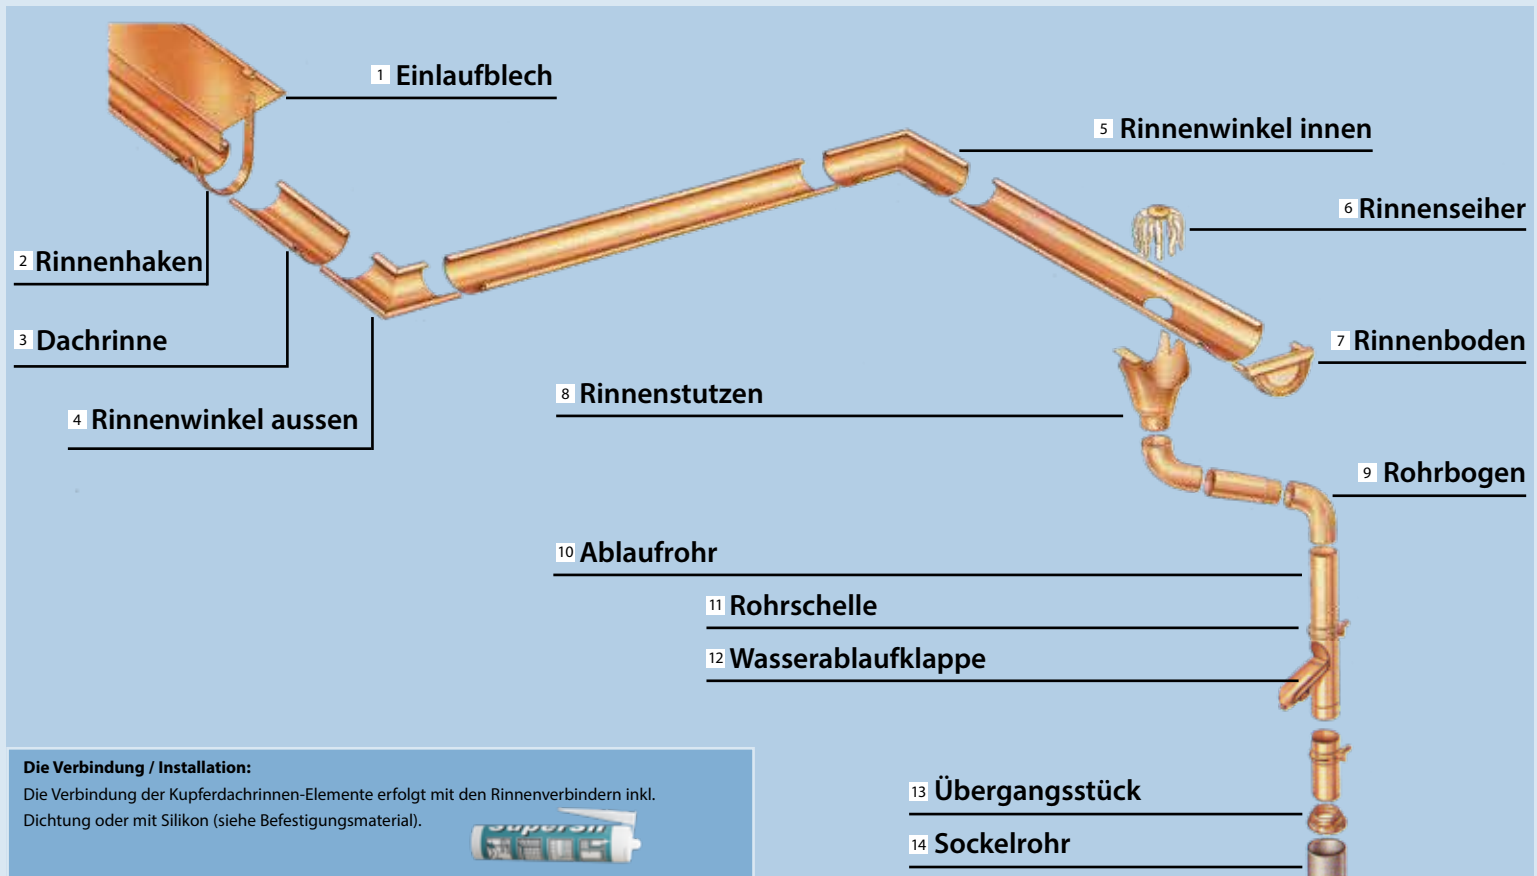 1 Einlaufblech
5 Rinnenwinkel innen
6 Rinnenseiher
2 Rinnenhaken
3 Dachrinne
7 Rinnenboden
8 Rinnenstutzen
4 Rinnenwinkel aussen
9 Rohrbogen
10 Ablaufrohr
11 Rohrschelle
12 Wasserablaufklappe
Die Verbindung / Installation:
Die Verbindung der Kupferdachrinnen-Elemente erfolgt mit den Rinnenverbindern inkl.
Dichtung oder mit Silikon (siehe Befestigungsmaterial).
13 Übergangsstück
14 Sockelrohr